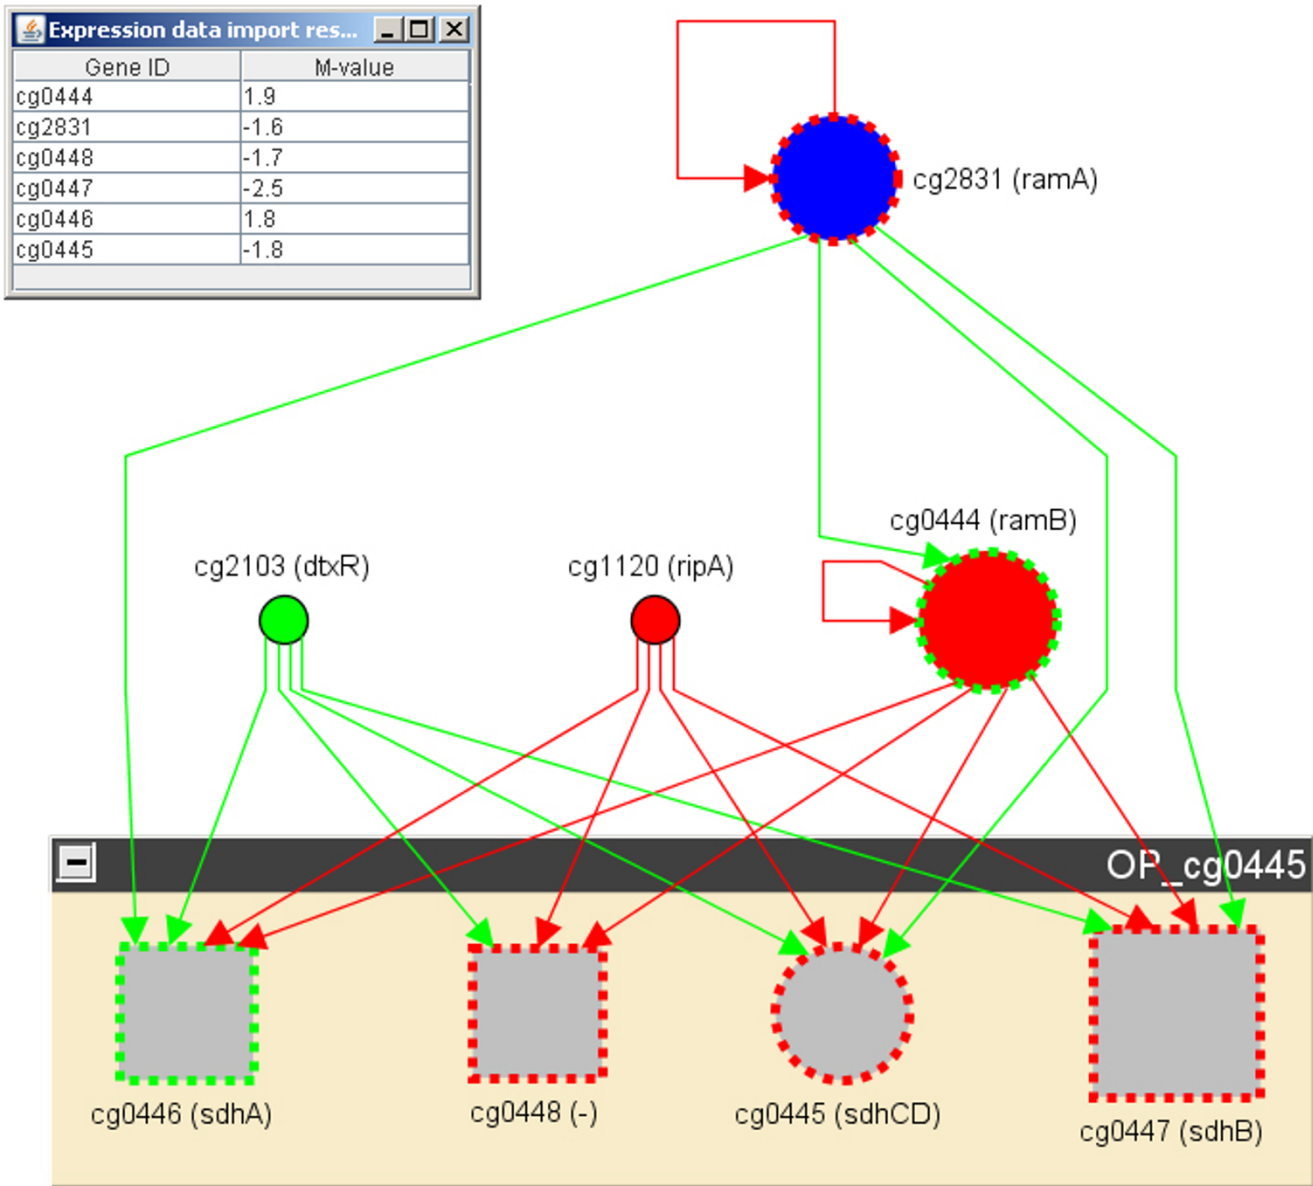 Expression data import res...
Gene ID M-value
cg0444 1.9
cg2831 -1.6
cg0448 -1.7
cg0447 -2.5
cg0446 1.8
cg0445 -1.8
cg2831 (ramA)
cg0444 (ramB)
cg2103 (dtxR)
cg1120 (ripA)
OP_cg0445
cg0446 (sdhA)
cg0448 (-)
cg0445 (sdhCD)
cg0447 (sdhB)